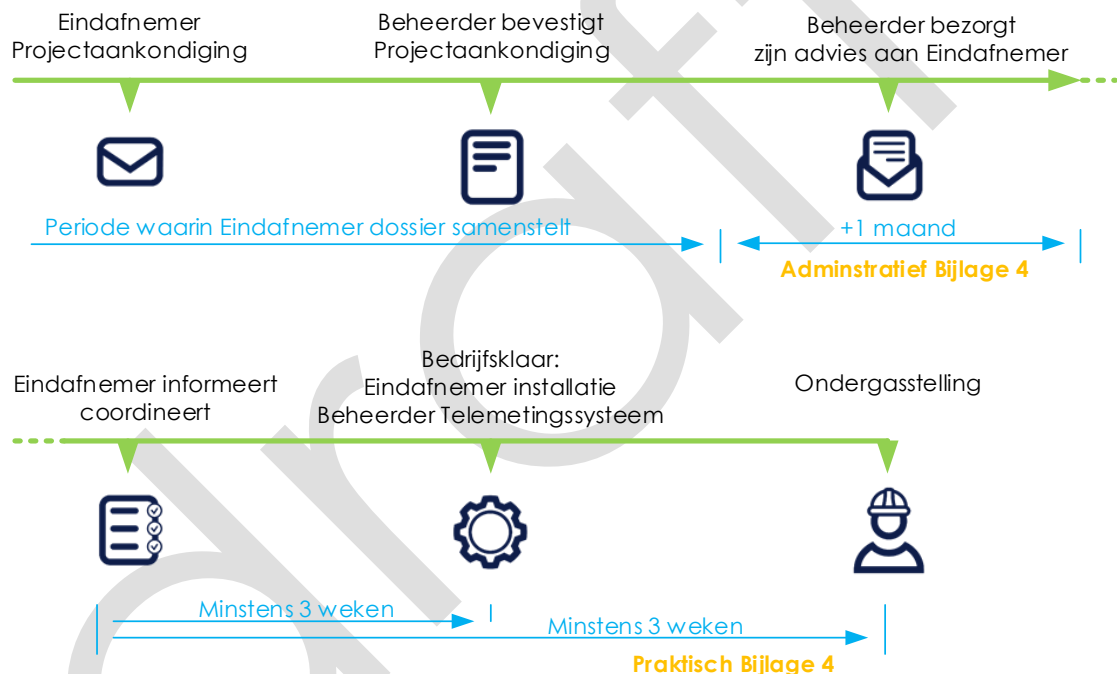 Eindafnemer
Projectaankondiging
Beheerder bevestigt
Projectaankondiging
Beheerder bezorgt
zijn advies aan Eindafnemer
Periode waarin Eindafnemer dossier samenstelt
+1 maand
Adminstratief Bijlage 4
Eindafnemer informeert
coordineert
Bedrijfsklaar:
Eindafnemer installatie
Beheerder Telemetingssysteem
Ondergasstelling
Minstens 3 weken
Minstens 3 weken
Praktisch Bijlage 4
draft